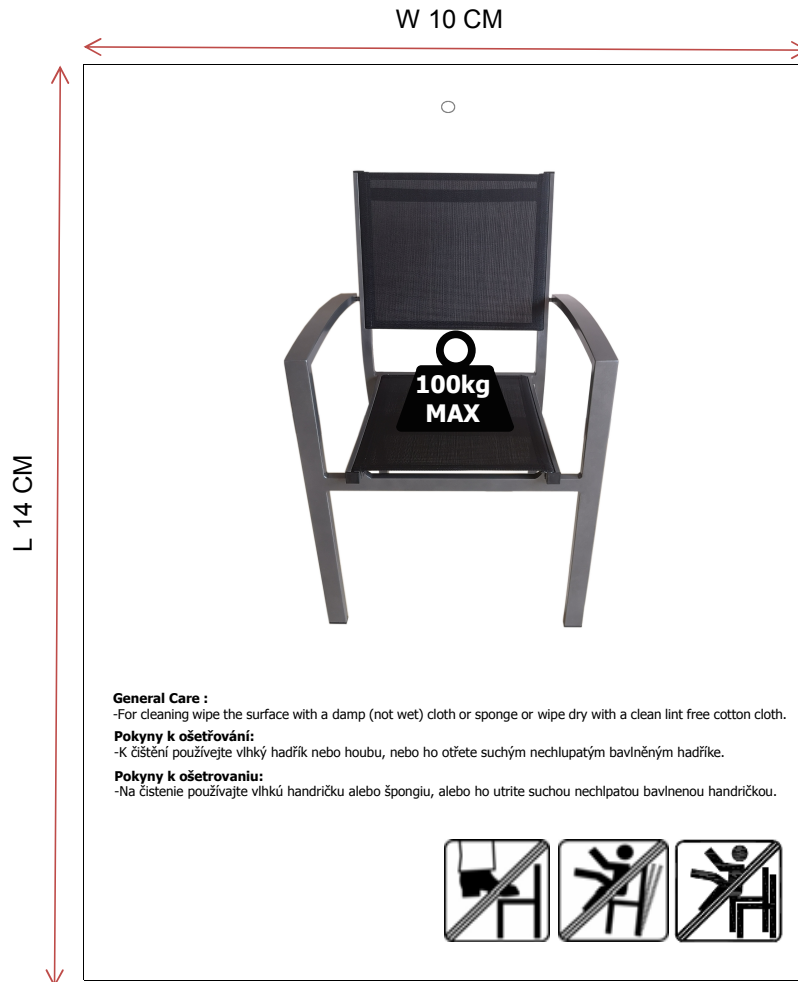 W 10 CM
L 14 CM
100kg
MAX
General Care :
-For cleaning wipe the surface with a damp (not wet) cloth or sponge or wipe dry with a clean lint free cotton cloth.
Pokyny k ošetřování:
-K čištění používejte vlhký hadřík nebo houbu, nebo ho otřete suchým nechlupatým bavlněným hadříke.
Pokyny k ošetrovaniu:
-Na čistenie používajte vlhkú handričku alebo špongiu, alebo ho utrite suchou nechlpatou bavlnenou handričkou.